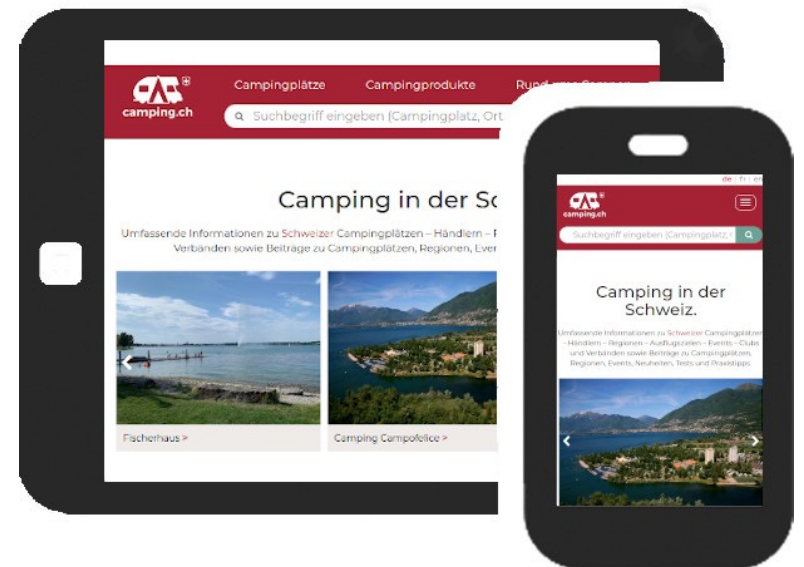 Campingplätze Campingprodukte
camping.ch
Suchbegriff eingeben (Campingplatz, Ort
Camping in der Sc
Umfassende Informationen zu Schweizer Campingplätzen – Händlern –
Verbänden sowie Beiträge zu Campingplätzen, Regionen, Even
Fischerhaus >
Camping Campofelice >
de | fr | en
camping.ch
Suchbegriff eingeben (Campingplatz,
Camping in der
Schweiz.
Umfassende Informationen zu Schweizer Campingplätzen
– Händlern – Regionen – Ausflugszielen – Events – Clubs
und Verbänden sowie Beiträge zu Campingplätzen,
Regionen, Events, Neuheiten, Tests und Praxistipps.